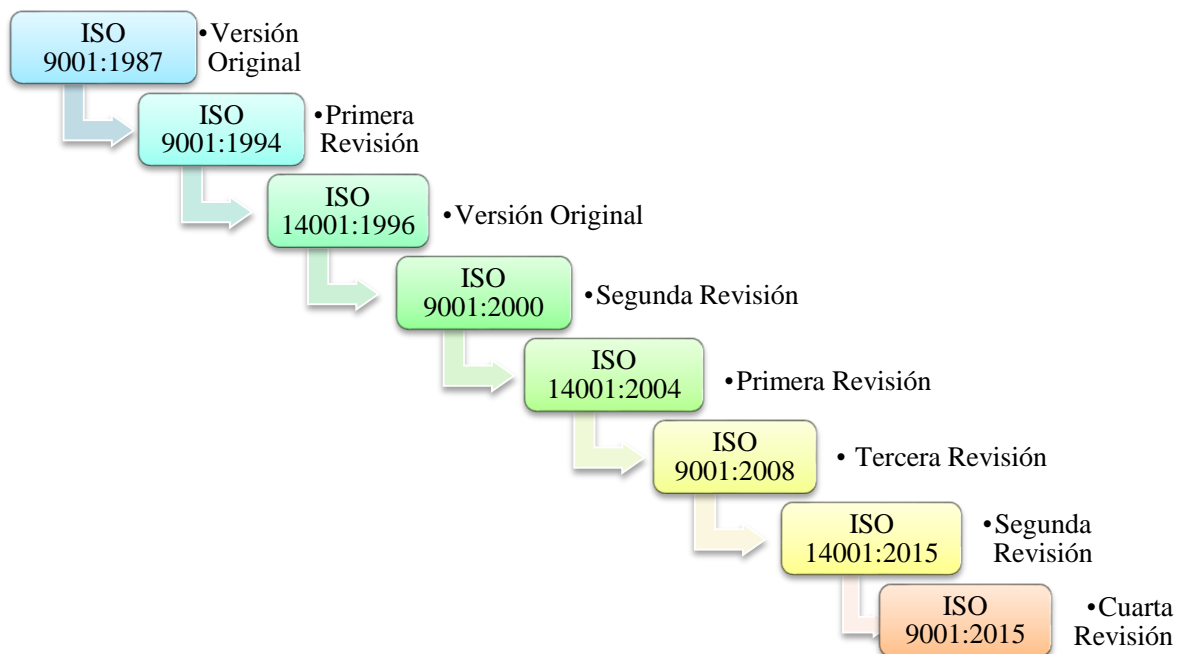 ISO
9001:1987
•Versión
Original
ISO
9001:1994
•Primera
Revisión
ISO
14001:1996
•Versión Original
ISO
9001:2000
•Segunda Revisión
ISO
14001:2004
•Primera Revisión
ISO
9001:2008
• Tercera Revisión
ISO
14001:2015
•Segunda
Revisión
ISO
9001:2015
•Cuarta
Revisión